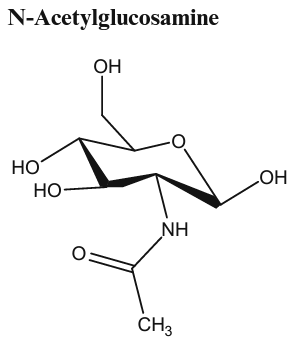 N-Acetylglucosamine
OH
O
HO
HO
OH
NH
O
CH3